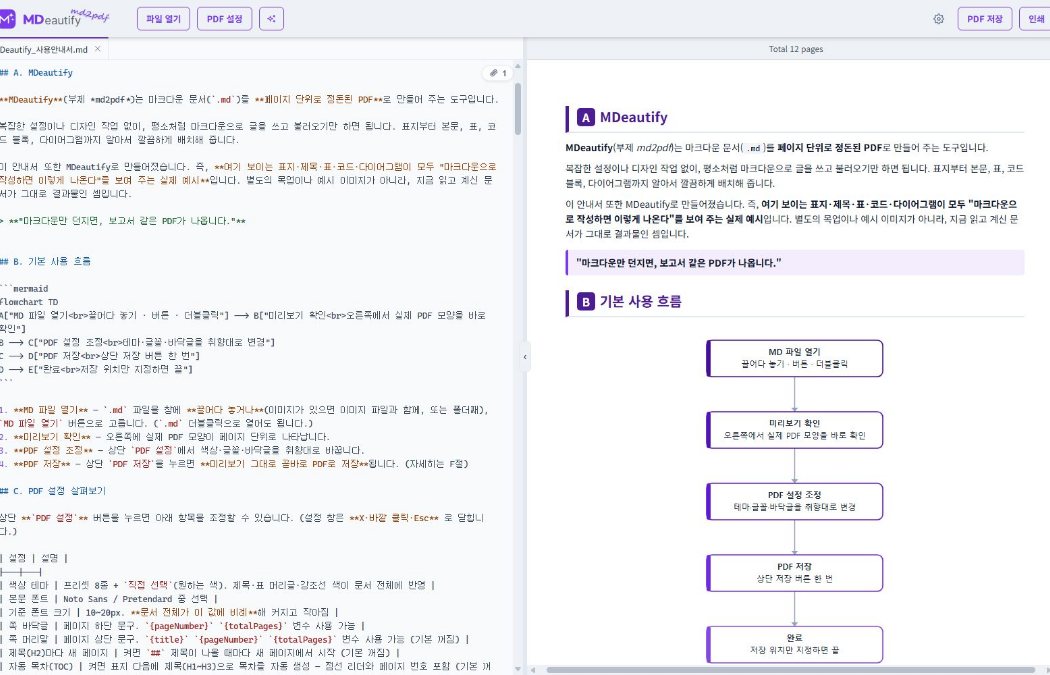 MDeautify md2pdf
파일 열기
PDF 설정
PDF 저장
인쇄
Deautify_사용안내서.md ×
Total 12 pages
1
## A. MDeautify
**MDeautify**(부제 *md2pdf*)는 마크다운 문서(`.md`)를 **페이지 단위로 정돈된 PDF**로 만들어 주는 도구입니다.
복잡한 설정이나 디자인 작업 없이, 평소처럼 마크다운으로 글을 쓰고 불러오기만 하면 됩니다. 표지부터 본문, 표, 코
드 블록, 다이어그램까지 알아서 깔끔하게 배치해 줍니다.
이 안내서 또한 MDeautify로 만들어졌습니다. 즉, **여기 보이는 표지·제목·표·코드·다이어그램이 모두 "마크다운으로
작성하면 이렇게 나온다"를 보여 주는 실제 예시**입니다. 별도의 목업이나 예시 이미지가 아니라, 지금 읽고 계신 문
서가 그대로 결과물인 셈입니다.
> **"마크다운만 던지면, 보고서 같은 PDF가 나옵니다."**
## B. 기본 사용 흐름
```mermaid
flowchart TD
A["MD 파일 열기<br>끌어다 놓기 · 버튼 · 더블클릭"] --> B["미리보기 확인<br>오른쪽에서 실제 PDF 모양을 바로
확인"]
B --> C["PDF 설정 조정<br>테마·글꼴·바닥글을 취향대로 변경"]
C --> D["PDF 저장<br>상단 저장 버튼 한 번"]
D --> E["완료<br>저장 위치만 지정하면 끝"]
```
1. **MD 파일 열기** — `.md` 파일을 창에 **끌어다 놓거나**(이미지가 있으면 이미지 파일과 함께, 또는 폴더째),
`MD 파일 열기` 버튼으로 고릅니다. (`.md` 더블클릭으로 열어도 됩니다.)
2. **미리보기 확인** — 오른쪽에 실제 PDF 모양이 페이지 단위로 나타납니다.
3. **PDF 설정 조정** — 상단 `PDF 설정`에서 색상·글꼴·바닥글을 취향대로 바꿉니다.
4. **PDF 저장** — 상단 `PDF 저장`을 누르면 **미리보기 그대로 곧바로 PDF로 저장**됩니다. (자세히는 F절)
## C. PDF 설정 살펴보기
상단 **`PDF 설정`** 버튼을 누르면 아래 항목을 조정할 수 있습니다. (설정 창은 **X·바깥 클릭·Esc** 로 닫힙니
다.)
| 설정 | 설명 |
|---|---|
| 색상 테마 | 프리셋 8종 + `직접 선택`(원하는 색). 제목·표 머리글·강조선 색이 문서 전체에 반영 |
| 본문 폰트 | Noto Sans / Pretendard 중 선택 |
| 기준 폰트 크기 | 10~20px. **문서 전체가 이 값에 비례**해 커지고 작아짐 |
| 쪽 바닥글 | 페이지 하단 문구. `{pageNumber}` `{totalPages}` 변수 사용 가능 |
| 쪽 머리말 | 페이지 상단 문구. `{title}` `{pageNumber}` `{totalPages}` 변수 사용 가능 (기본 꺼짐) |
| 제목(H2)마다 새 페이지 | 켜면 `##` 제목이 나올 때마다 새 페이지에서 시작 (기본 꺼짐) |
| 자동 목차(TOC) | 켜면 표지 다음에 제목(H1~H3)으로 목차를 자동 생성 — 점선 리더와 페이지 번호 포함 (기본 꺼
A MDeautify
MDeautify(부제 md2pdf)는 마크다운 문서( .md )를 페이지 단위로 정돈된 PDF로 만들어 주는 도구입니다.
복잡한 설정이나 디자인 작업 없이, 평소처럼 마크다운으로 글을 쓰고 불러오기만 하면 됩니다. 표지부터 본문, 표, 코드
블록, 다이어그램까지 알아서 깔끔하게 배치해 줍니다.
이 안내서 또한 MDeautify로 만들어졌습니다. 즉, 여기 보이는 표지·제목·표·코드·다이어그램이 모두 "마크다운으
로 작성하면 이렇게 나온다"를 보여 주는 실제 예시입니다. 별도의 목업이나 예시 이미지가 아니라, 지금 읽고 계신 문
서가 그대로 결과물인 셈입니다.
"마크다운만 던지면, 보고서 같은 PDF가 나옵니다."
B 기본 사용 흐름
MD 파일 열기
끌어다 놓기 · 버튼 · 더블클릭
미리보기 확인
오른쪽에서 실제 PDF 모양을 바로 확인
PDF 설정 조정
테마·글꼴·바닥글을 취향대로 변경
PDF 저장
상단 저장 버튼 한 번
완료
저장 위치만 지정하면 끝